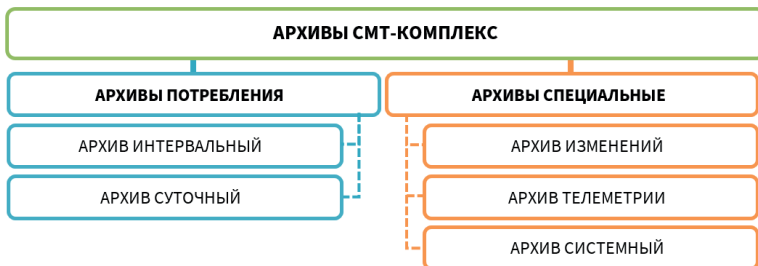 АРХИВЫ СМТ-КОМПЛЕКС
АРХИВЫ ПОТРЕБЛЕНИЯ
АРХИВ ИНТЕРВАЛЬНЫЙ
АРХИВ СУТОЧНЫЙ
АРХИВЫ СПЕЦИАЛЬНЫЕ
АРХИВ ИЗМЕНЕНИЙ
АРХИВ ТЕЛЕМЕТРИИ
АРХИВ СИСТЕМНЫЙ